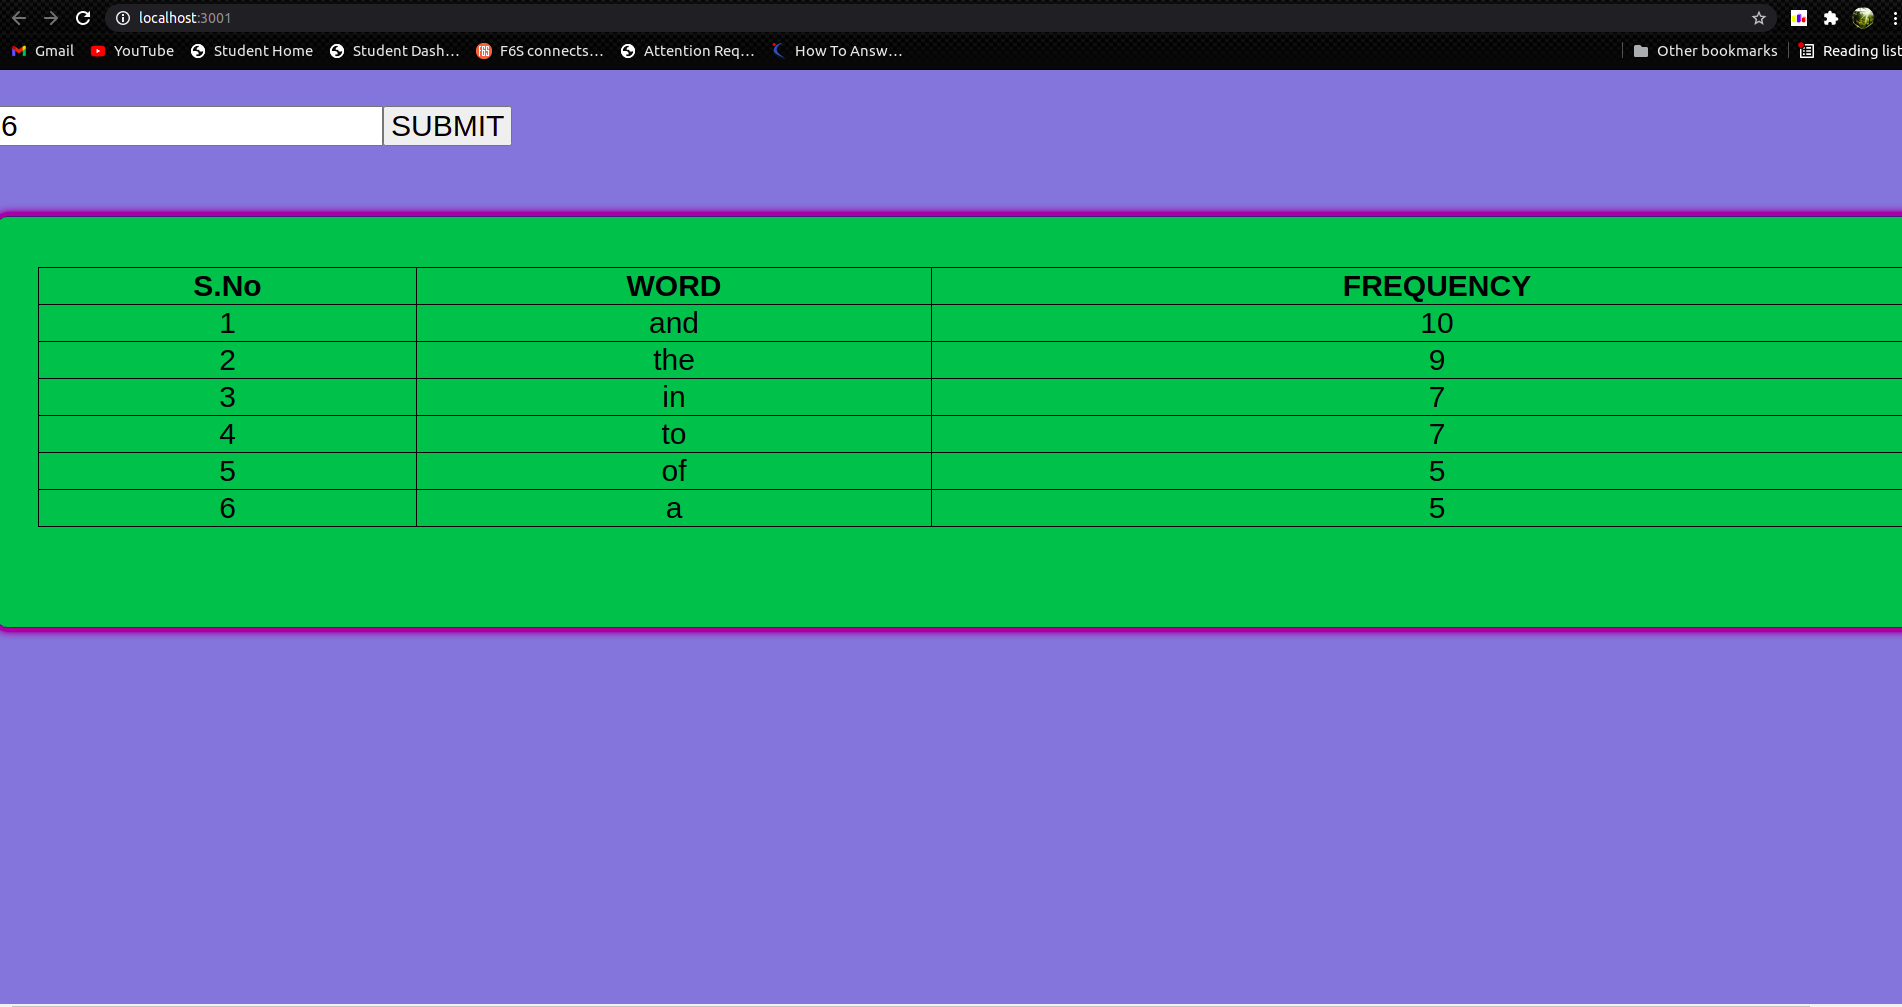 localhost:3001
Gmail YouTube Student Home Student Dash... F6S connects... Attention Req... How To Answ... Other bookmarks Reading list
6 SUBMIT
S.No WORD FREQUENCY
1 and 10
2 the 9
3 in 7
4 to 7
5 of 5
6 a 5